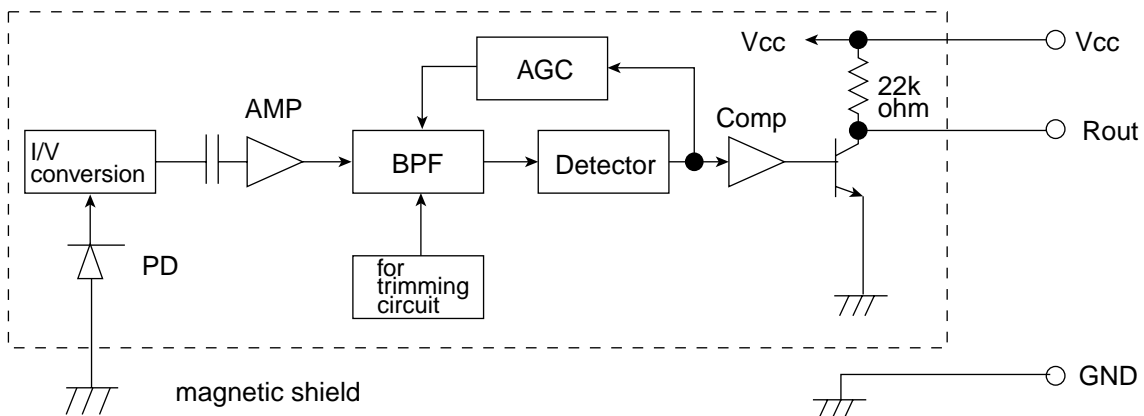 Vcc
Vcc
AGC
22k
ohm
AMP
Comp
Rout
I/V
conversion
BPF
Detector
PD
for
trimming
circuit
magnetic shield
GND